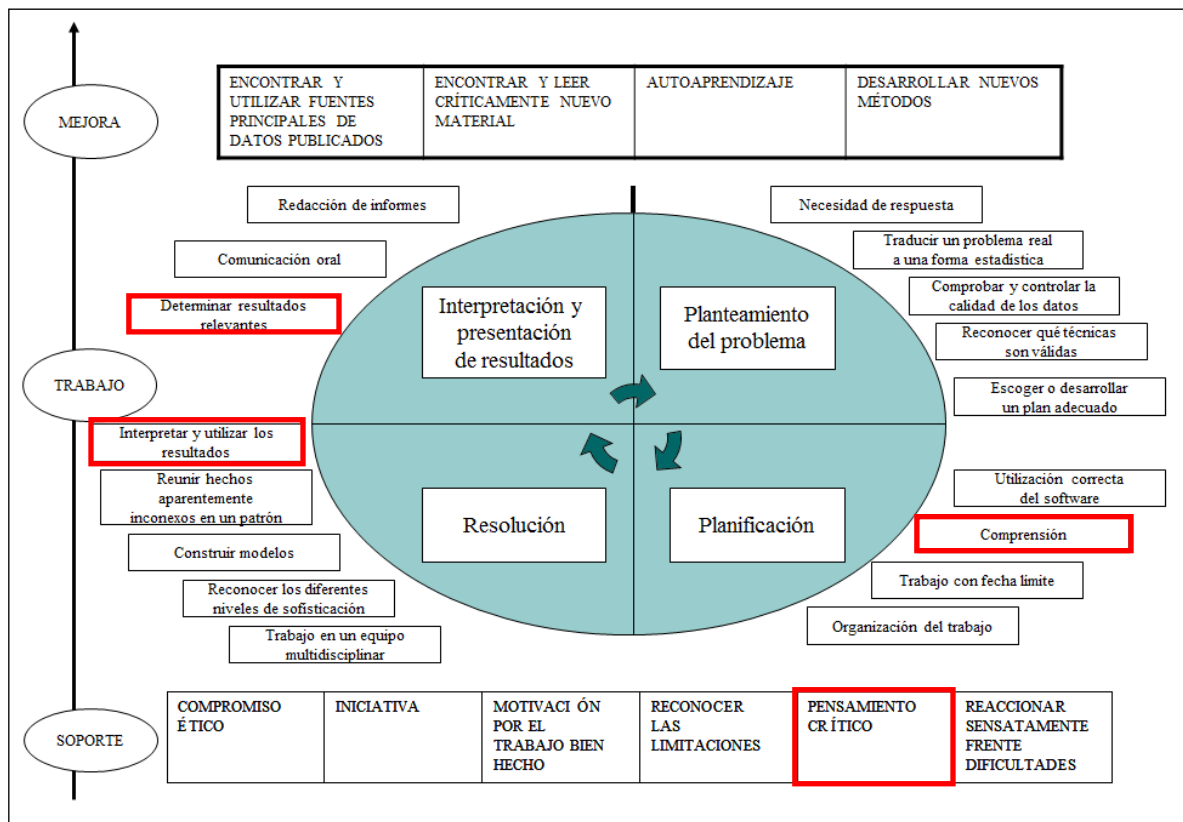 MEJORA
ENCONTRAR Y
UTILIZAR FUENTES
PRINCIPALES DE
DATOS PUBLICADOS
ENCONTRAR Y LEER
CRÍTICAMENTE NUEVO
MATERIAL
AUTOAPRENDIZAJE
DESARROLLAR NUEVOS
MÉTODOS
Redacción de informes
Comunicación oral
Determinar resultados
relevantes
Necesidad de respuesta
Traducir un problema real
a una forma estadística
Comprobar y controlar la
calidad de los datos
Reconocer qué técnicas
son válidas
Escoger o desarrollar
un plan adecuado
Interpretación y
presentación
de resultados
Planteamiento
del problema
TRABAJO
Interpretar y utilizar los
resultados
Reunir hechos
aparentemente
inconexos en un patrón
Construir modelos
Reconocer los diferentes
niveles de sofisticación
Trabajo en un equipo
multidisciplinar
Resolución
Planificación
Utilización correcta
del software
Comprensión
Trabajo con fecha limite
Organización del trabajo
SOPORTE
COMPROMISO
ÉTICO
INICIATIVA
MOTIVACI ÓN
POR EL
TRABAJO BIEN
HECHO
RECONOCER
LAS
LIMITACIONES
PENSAMIENTO
CR ÍTICO
REACCIONAR
SENSATAMENTE
FRENTE
DIFICULTADES